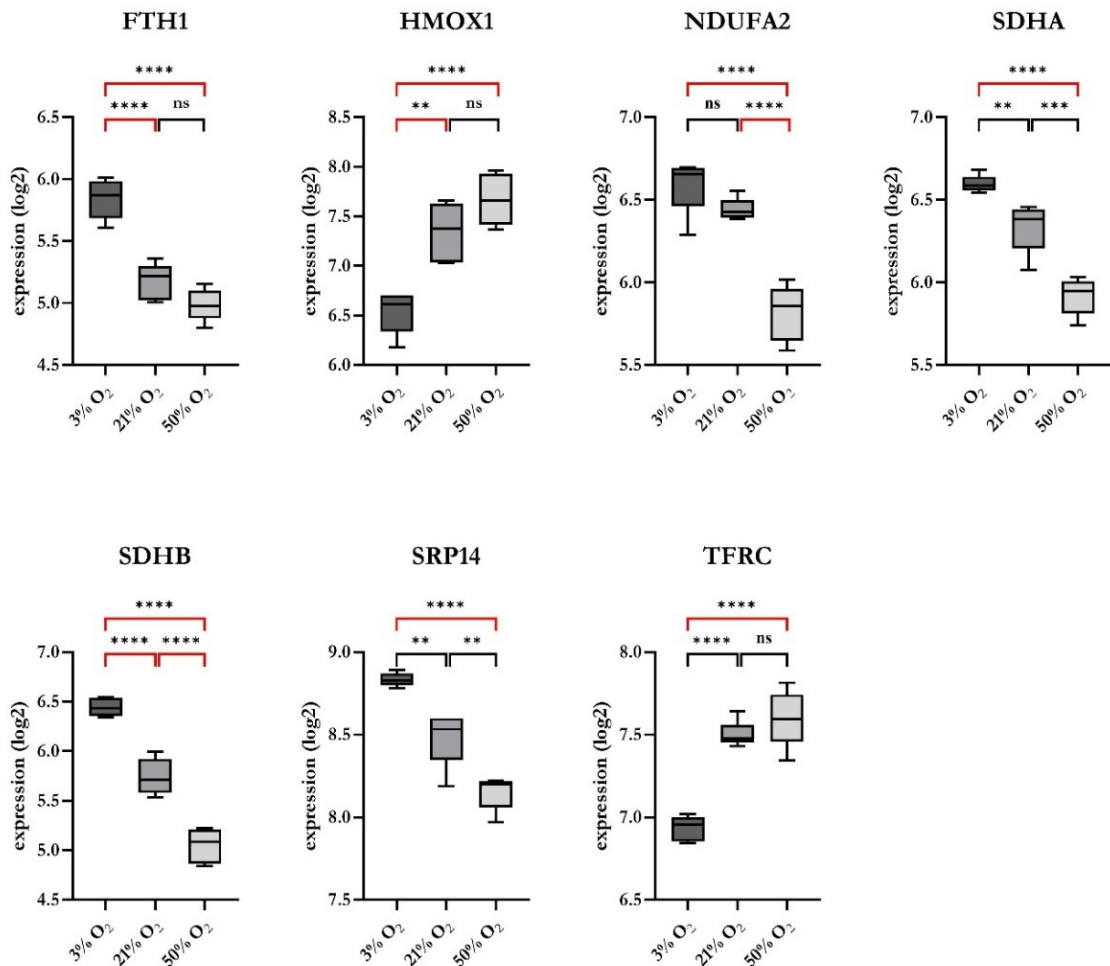 FTH1
****
**** ns
expression (log2)
6.5
6.0
5.5
5.0
4.5
3% O₂
21% O₂
50% O₂
HMOX1
****
** ns
expression (log2)
8.5
8.0
7.5
7.0
6.5
6.0
3% O₂
21% O₂
50% O₂
NDUFA2
****
ns ****
expression (log2)
7.0
6.5
6.0
5.5
3% O₂
21% O₂
50% O₂
SDHA
****
** ***
expression (log2)
7.0
6.5
6.0
5.5
3% O₂
21% O₂
50% O₂
SDHB
****
**** ****
expression (log2)
7.0
6.5
6.0
5.5
5.0
4.5
3% O₂
21% O₂
50% O₂
SRP14
****
** **
expression (log2)
9.0
8.5
8.0
7.5
3% O₂
21% O₂
50% O₂
TFRC
****
**** ns
expression (log2)
8.0
7.5
7.0
6.5
3% O₂
21% O₂
50% O₂